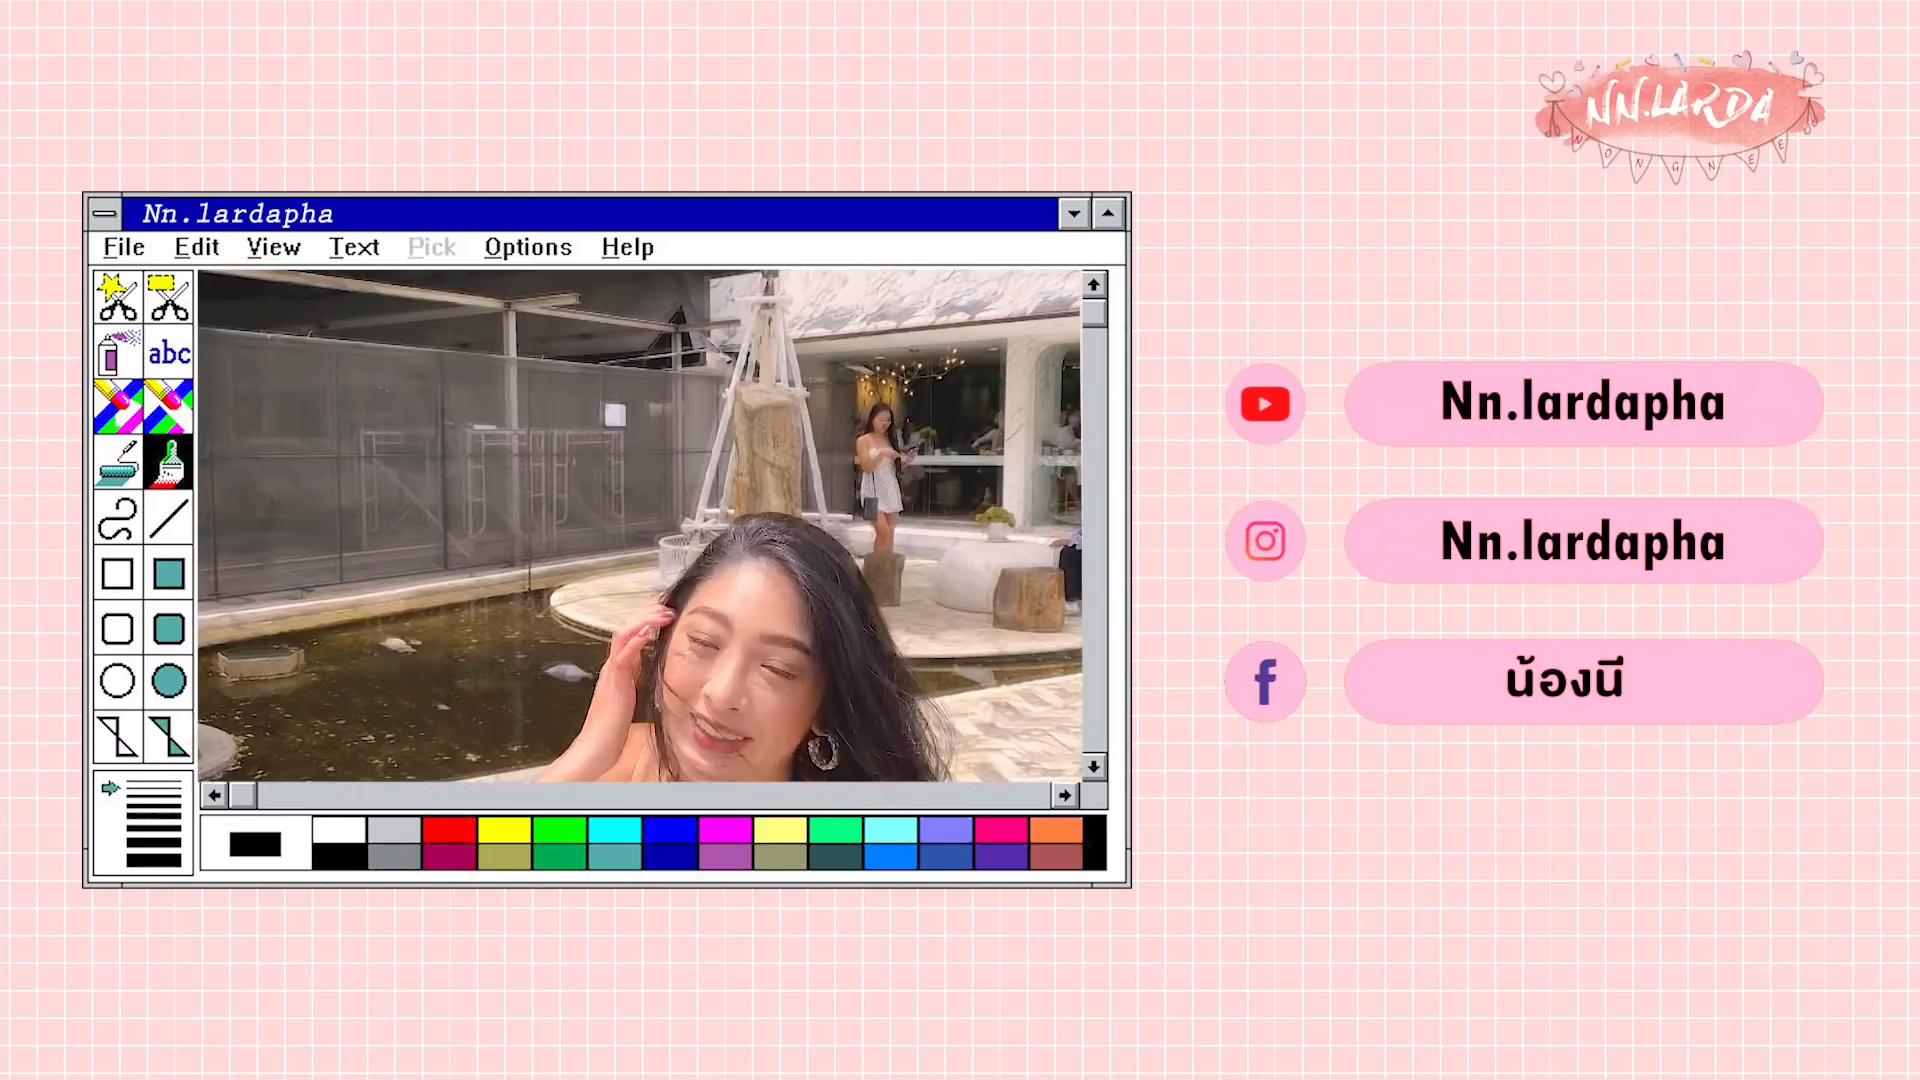 NN.LARDA
NONGNEE
Nn.lardapha
File Edit View Text Pick Options Help
abc
Nn.lardapha
Nn.lardapha
น้องนี